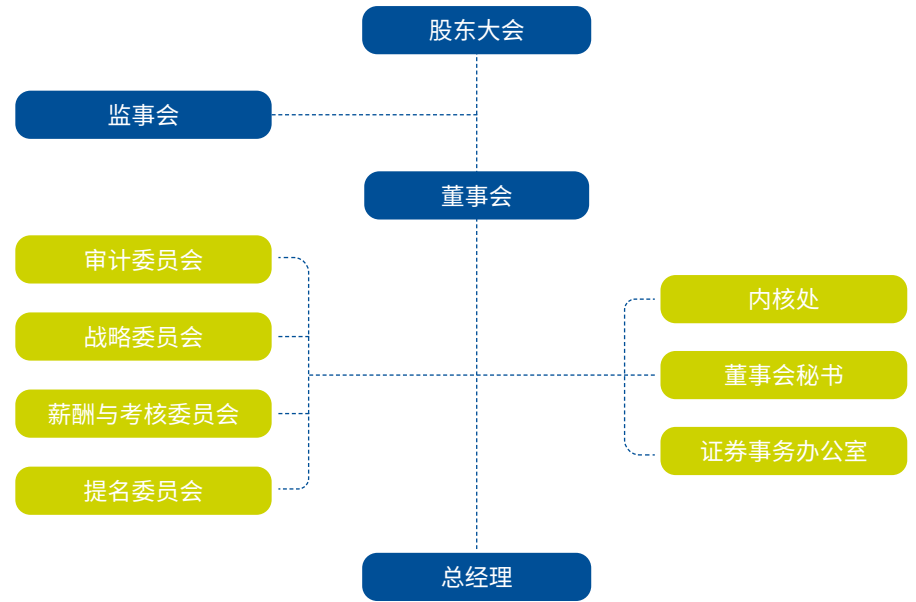 股东大会
监事会
董事会
审计委员会
战略委员会
薪酬与考核委员会
提名委员会
内核处
董事会秘书
证券事务办公室
总经理